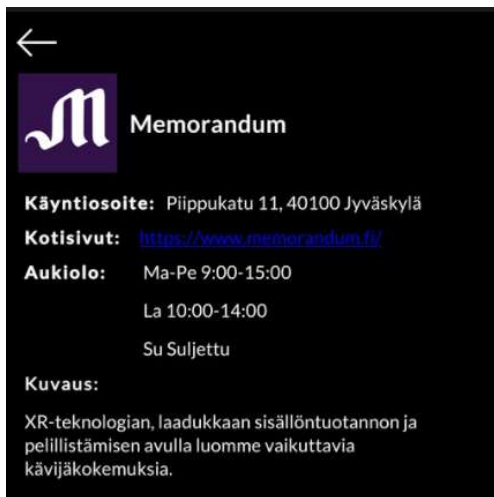 M
Memorandum
Käyntiosoite: Piippukatu 11, 40100 Jyväskylä
Kotisivut: https://www.memorandum.fi/
Aukiolo: Ma-Pe 9:00-15:00
La 10:00-14:00
Su Suljettu
Kuvaus:
XR-teknologian, laadukkaan sisällöntuotannon ja
pelillistämisen avulla luomme vaikuttavia
kävijäkokemuksia.